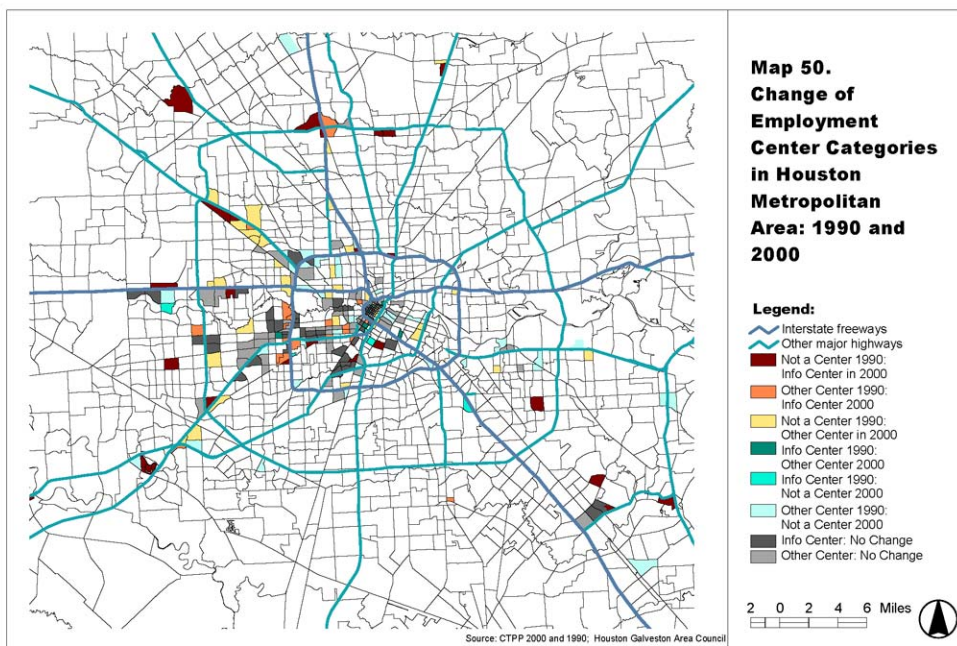 Map 50.
Change of
Employment
Center Categories
in Houston
Metropolitan
Area: 1990 and
2000
Legend:
Interstate freeways
Other major highways
Not a Center 1990:
Info Center in 2000
Other Center 1990:
Info Center 2000
Not a Center 1990:
Other Center in 2000
Info Center 1990:
Other Center 2000
Info Center 1990:
Not a Center 2000
Other Center 1990:
Not a Center 2000
Info Center: No Change
Other Center: No Change
2 0 2 4 6 Miles
Source: CTPP 2000 and 1990; Houston Galveston Area Council